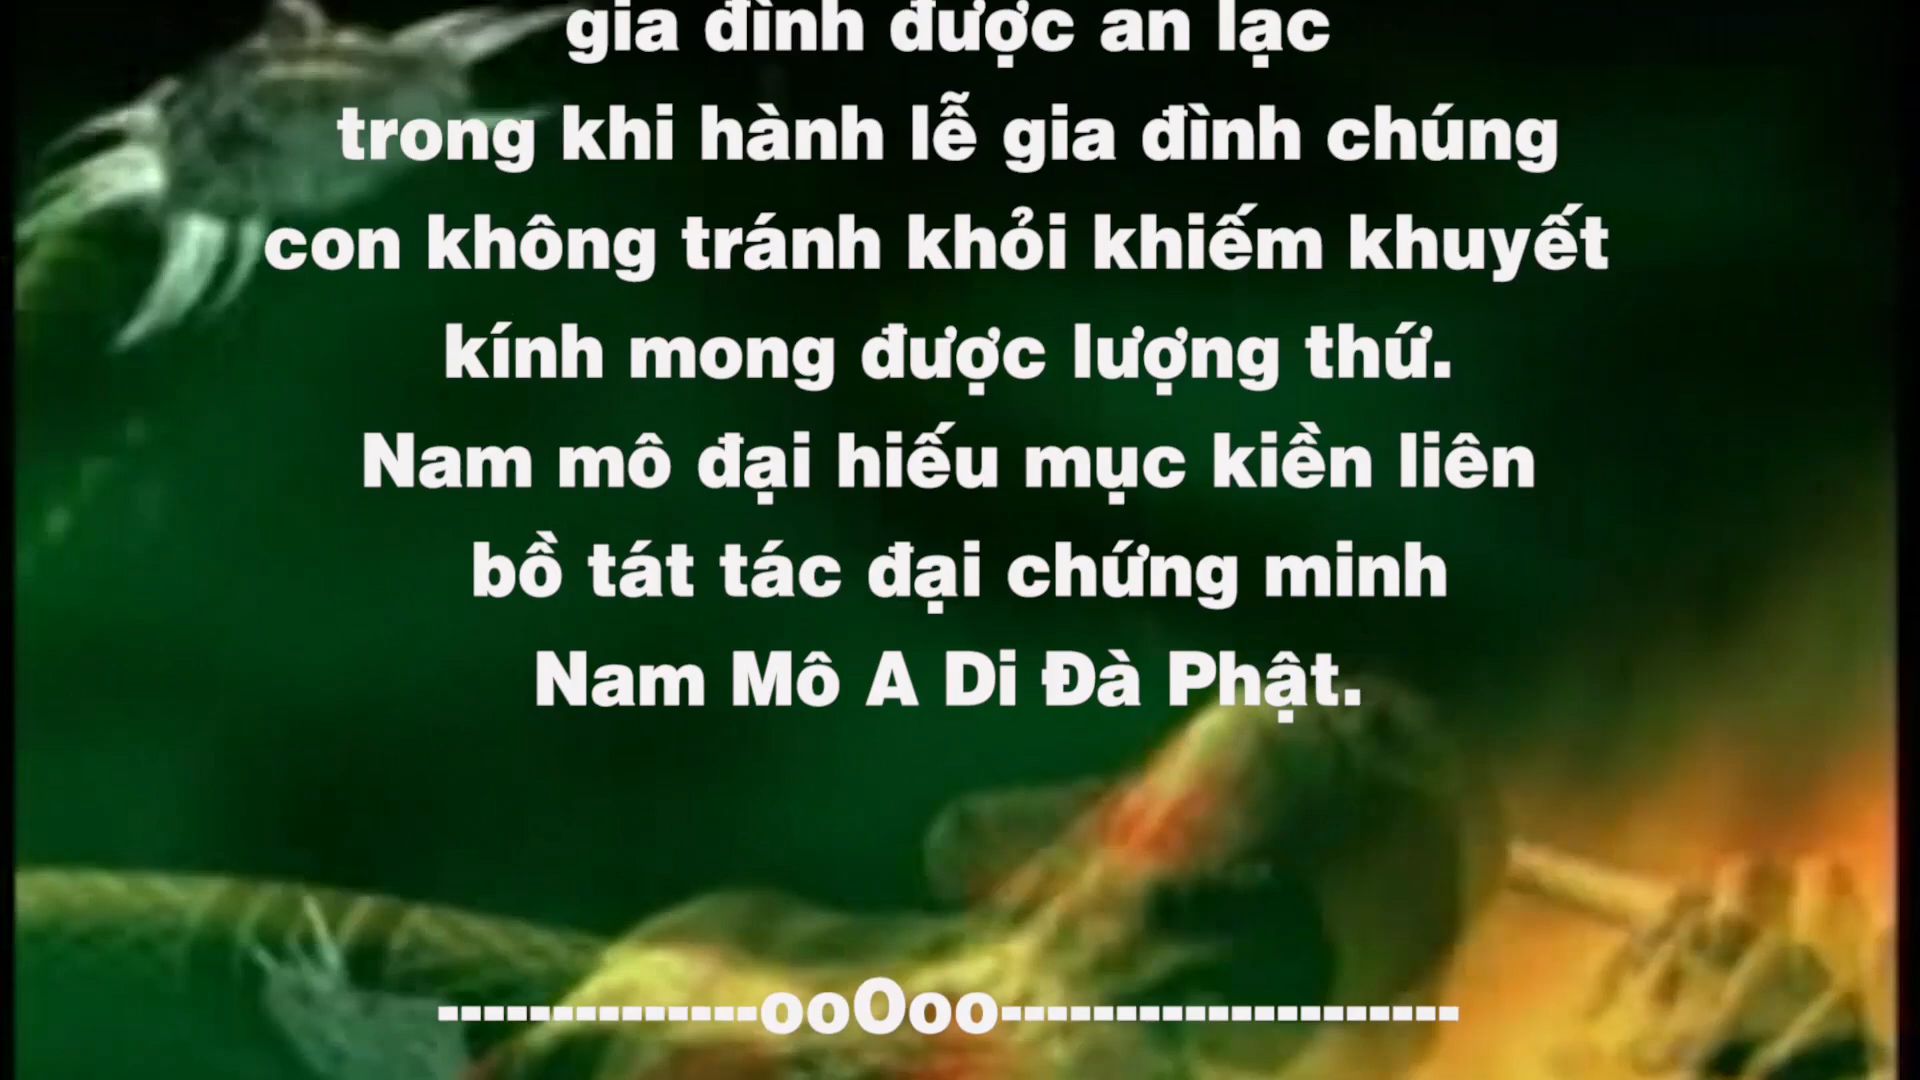 gia đình được an lạc
trong khi hành lễ gia đình chúng
con không tránh khỏi khiếm khuyết
kính mong được lượng thứ.
Nam mô đại hiếu mục kiền liên
bồ tát tác đại chứng minh
Nam Mô A Di Đà Phật.
--------------ooOoo--------------------